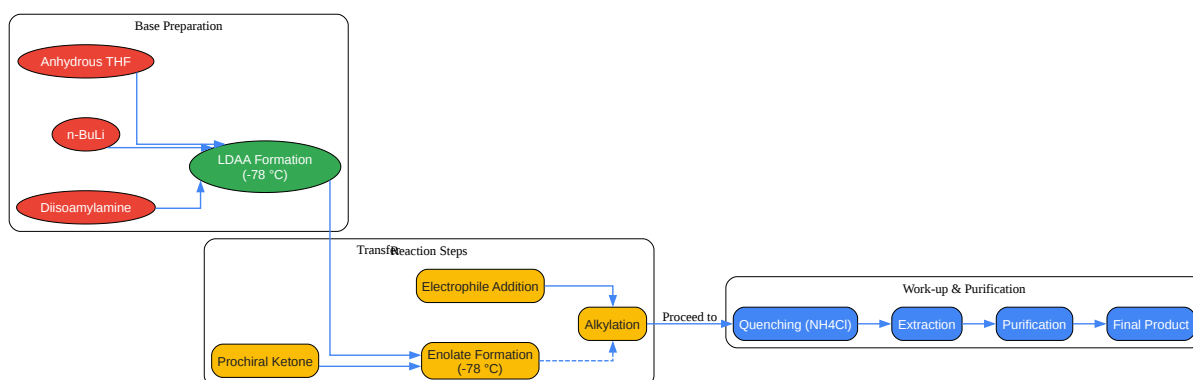 Base Preparation
Anhydrous THF
n-BuLi
LDAA Formation
(-78 °C)
Diisoamylamine
Transfer
Reaction Steps
Electrophile Addition
Alkylation
Prochiral Ketone
Enolate Formation
(-78 °C)
Proceed to
Work-up & Purification
Quenching (NH4Cl)
Extraction
Purification
Final Product